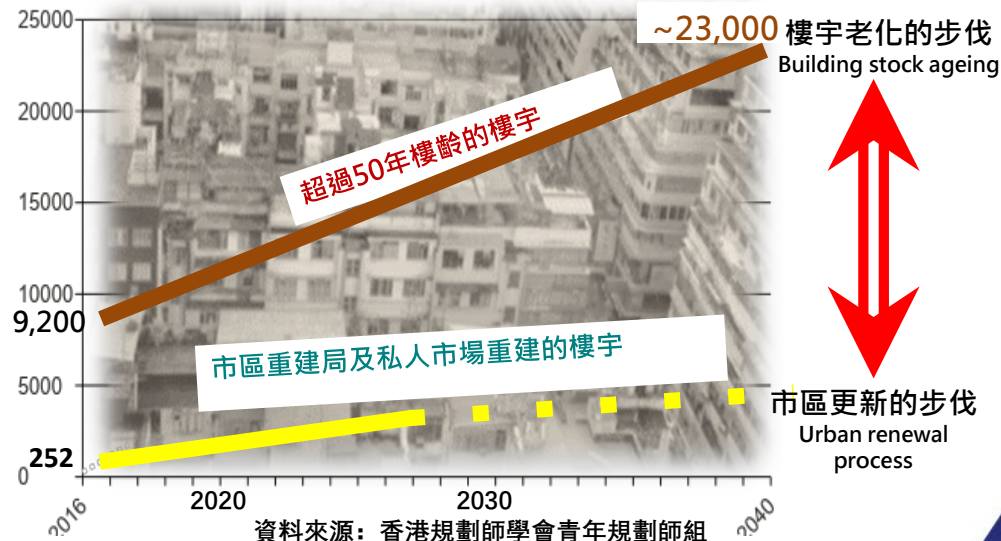 25000
~23,000
樓宇老化的步伐
Building stock ageing
20000
超過50年樓齡的樓宇
15000
10000
9,200
市區重建局及私人市場重建的樓宇
5000
市區更新的步伐
Urban renewal
process
252
0
2016
2020
2030
2040
資料來源：香港規劃師學會青年規劃師組